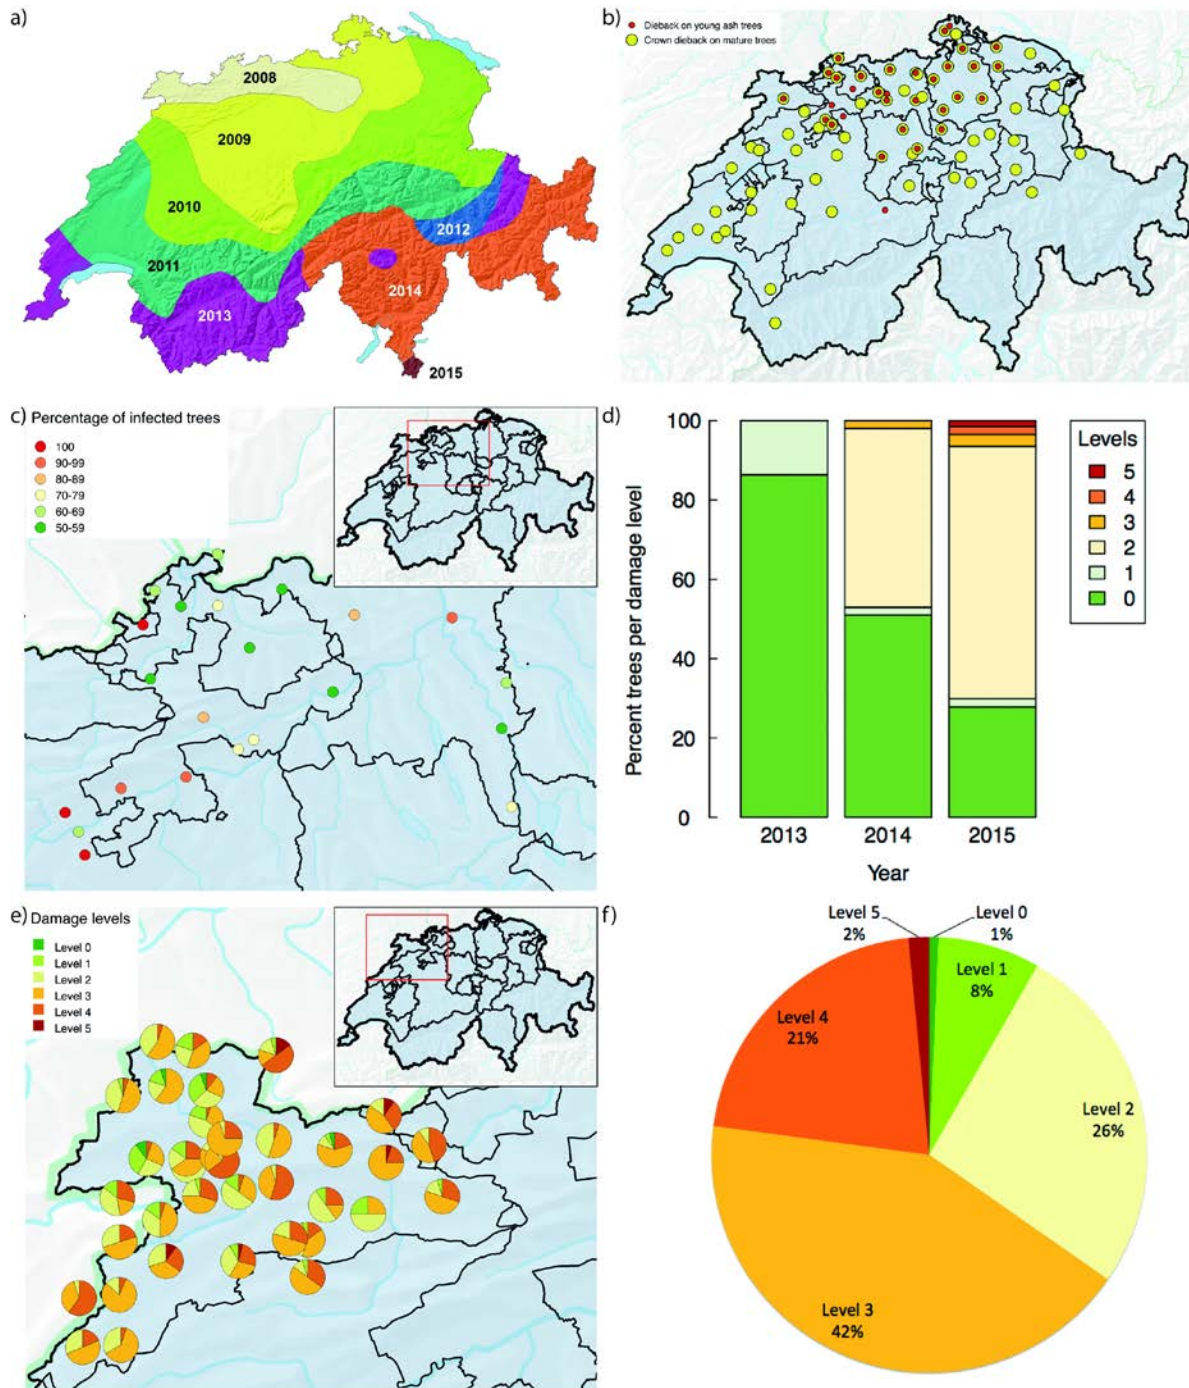 a)
2008
2009
2010
2011
2012
2013
2014
2015
b)
Dieback on young ash trees
Crown dieback on mature trees
c)
Percentage of infected trees
100
90-99
80-89
70-79
60-69
50-59
d)
Percent trees per damage level
100
80
60
40
20
0
2013 2014 2015
Year
Levels
5
4
3
2
1
0
e)
Damage levels
Level 0
Level 1
Level 2
Level 3
Level 4
Level 5
f)
Level 5
2%
Level 0
1%
Level 1
8%
Level 4
21%
Level 2
26%
Level 3
42%